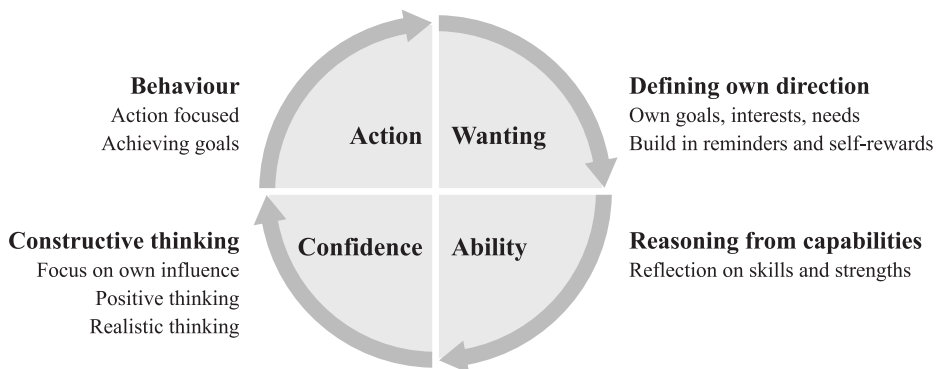 Behaviour
Action focused
Achieving goals
Action
Wanting
Defining own direction
Own goals, interests, needs
Build in reminders and self-rewards
Constructive thinking
Focus on own influence
Positive thinking
Realistic thinking
Confidence
Ability
Reasoning from capabilities
Reflection on skills and strengths